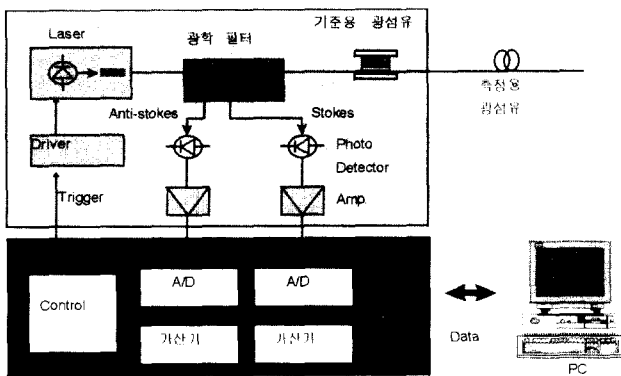 Laser
광학 필터
기준용 광섬유
측정용
광섬유
Anti-stokes
Stokes
Driver
Photo
Detector
Trigger
Amp.
Control
A/D
A/D
가산기
가산기
Data
PC